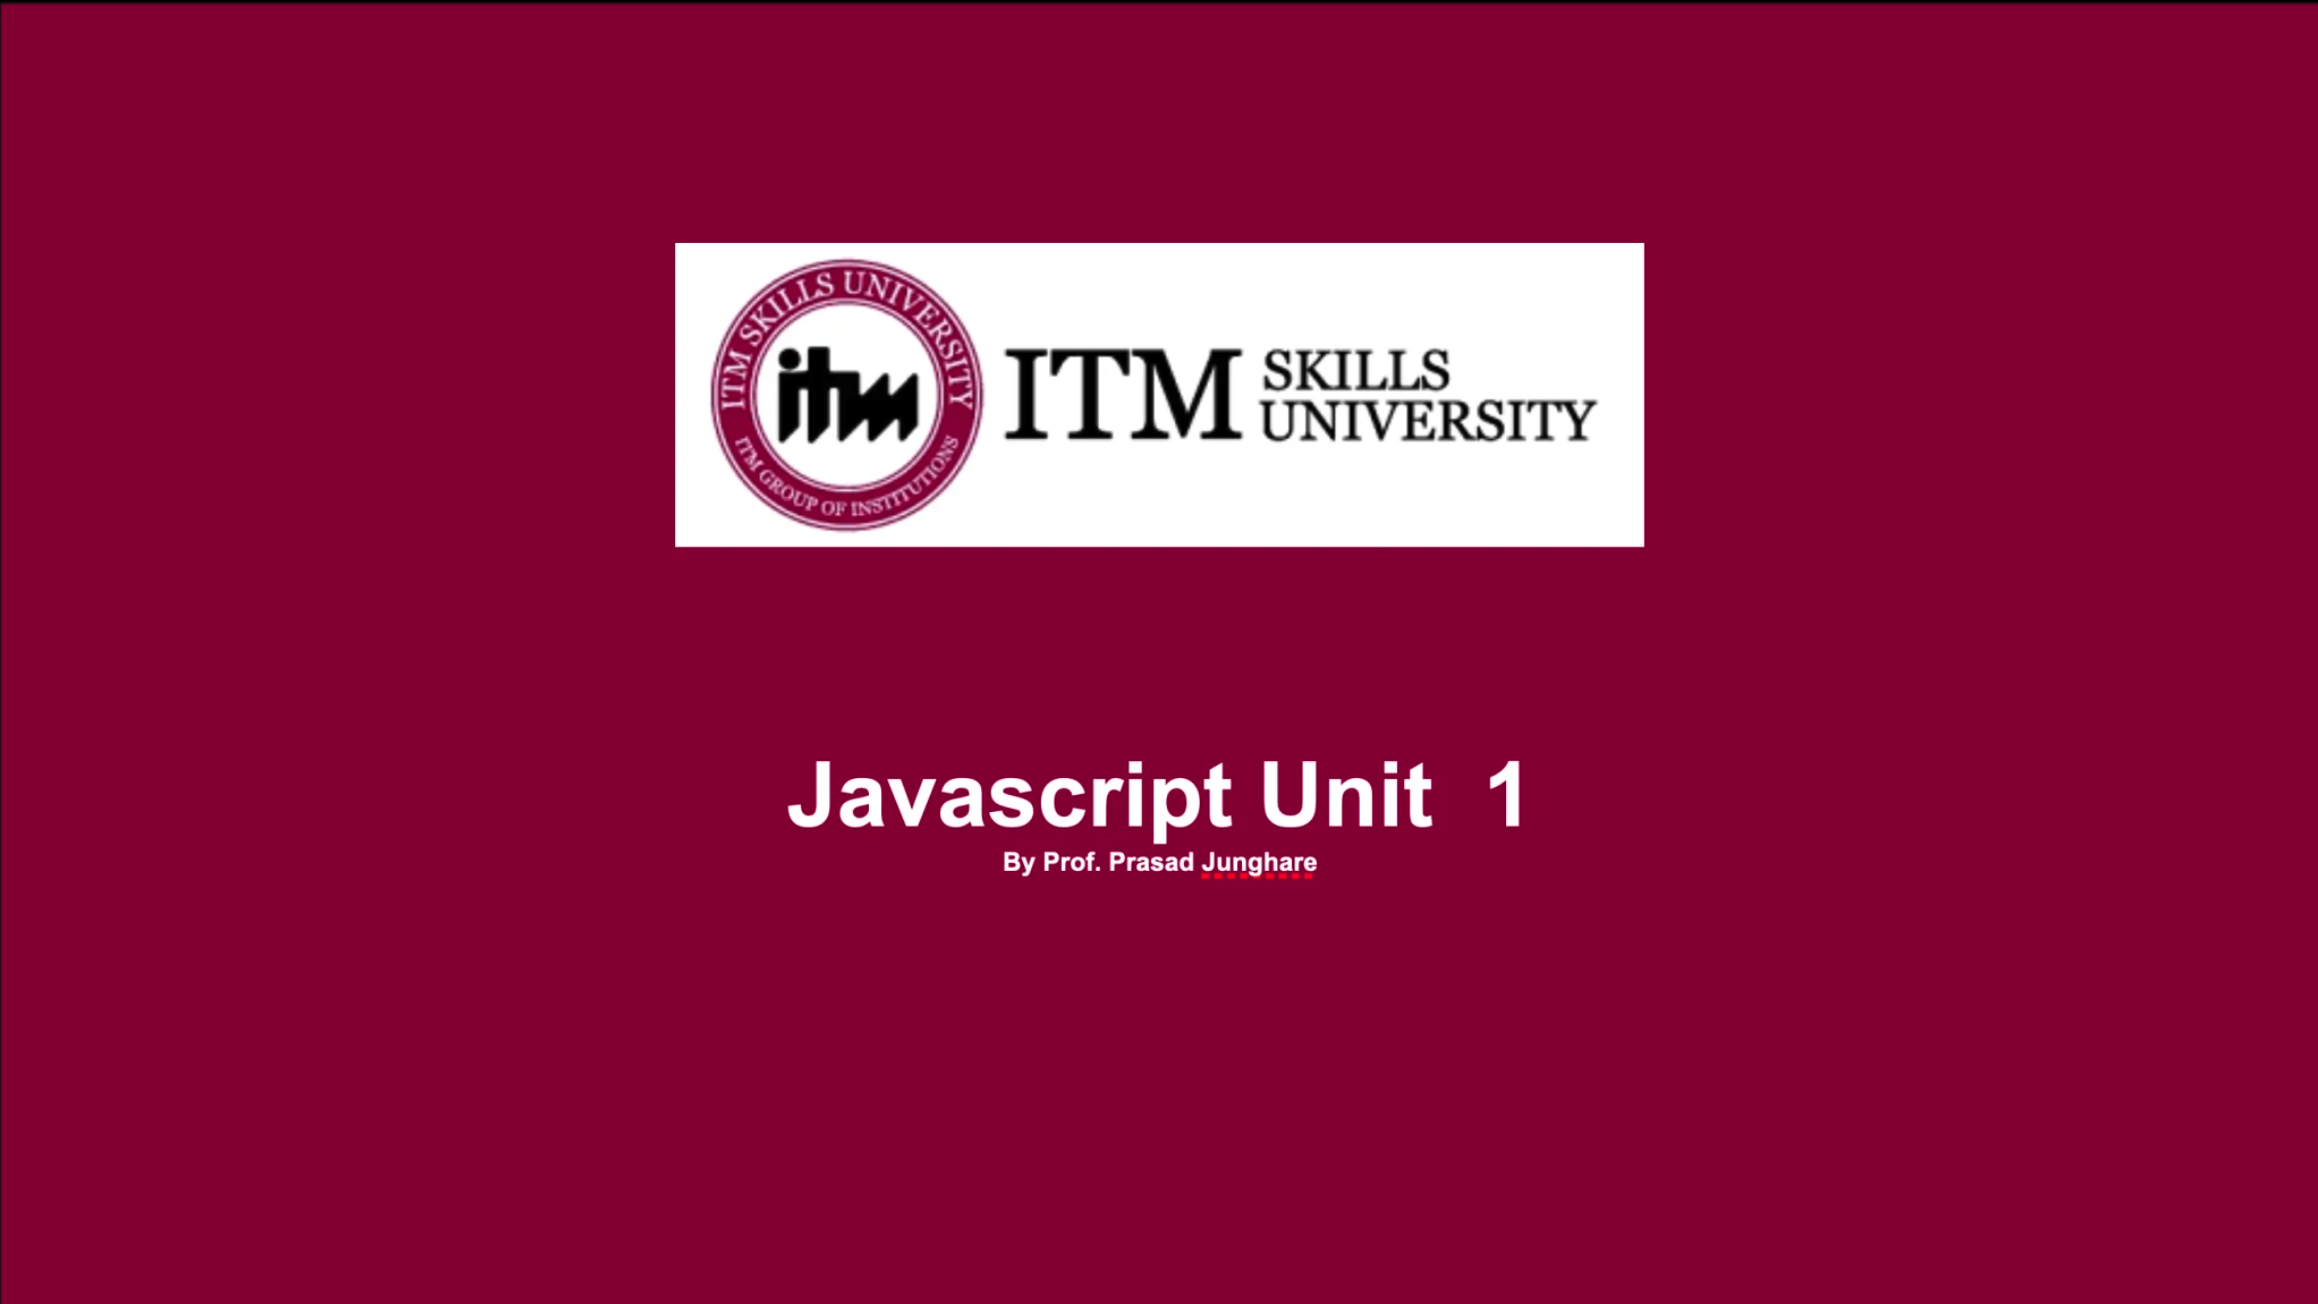 ITM SKILLS UNIVERSITY
itm
ITM GROUP OF INSTITUTIONS
ITM SKILLS
UNIVERSITY
Javascript Unit  1
By Prof. Prasad Junghare